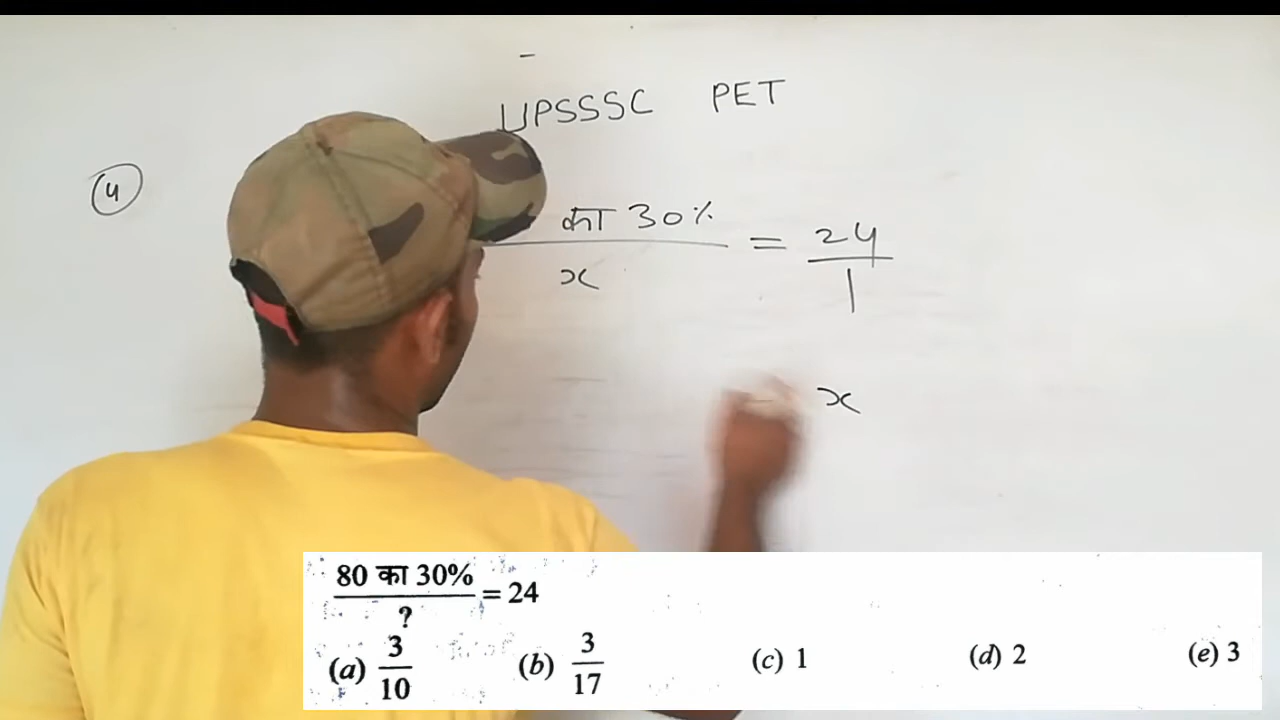 UPSSSC PET
4
का 30% = 24
x 1
x
80 का 30% = 24
?
(a) 3/10 (b) 3/17 (c) 1 (d) 2 (e) 3